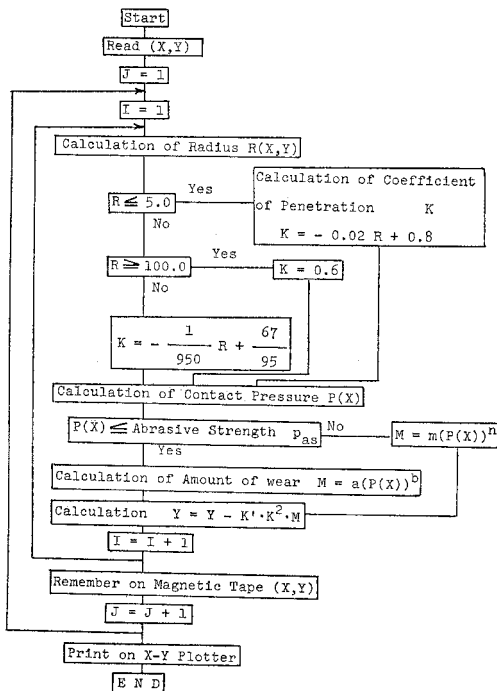 Start
Read (X,Y)
J = 1
I = 1
Calculation of Radius R(X,Y)
R ≦ 5.0
Yes
No
Calculation of Coefficient
of Penetration K
K = - 0.02 R + 0.8
R ≧ 100.0
Yes
No
K = 0.6
K = - 1/950 R + 67/95
Calculation of Contact Pressure P(X)
P(X) ≦ Abrasive Strength pas
No
Yes
M = m(P(X))^n
Calculation of Amount of wear M = a(P(X))^b
Calculation Y = Y - K'·K²·M
I = I + 1
Remember on Magnetic Tape (X,Y)
J = J + 1
Print on X-Y Plotter
E N D